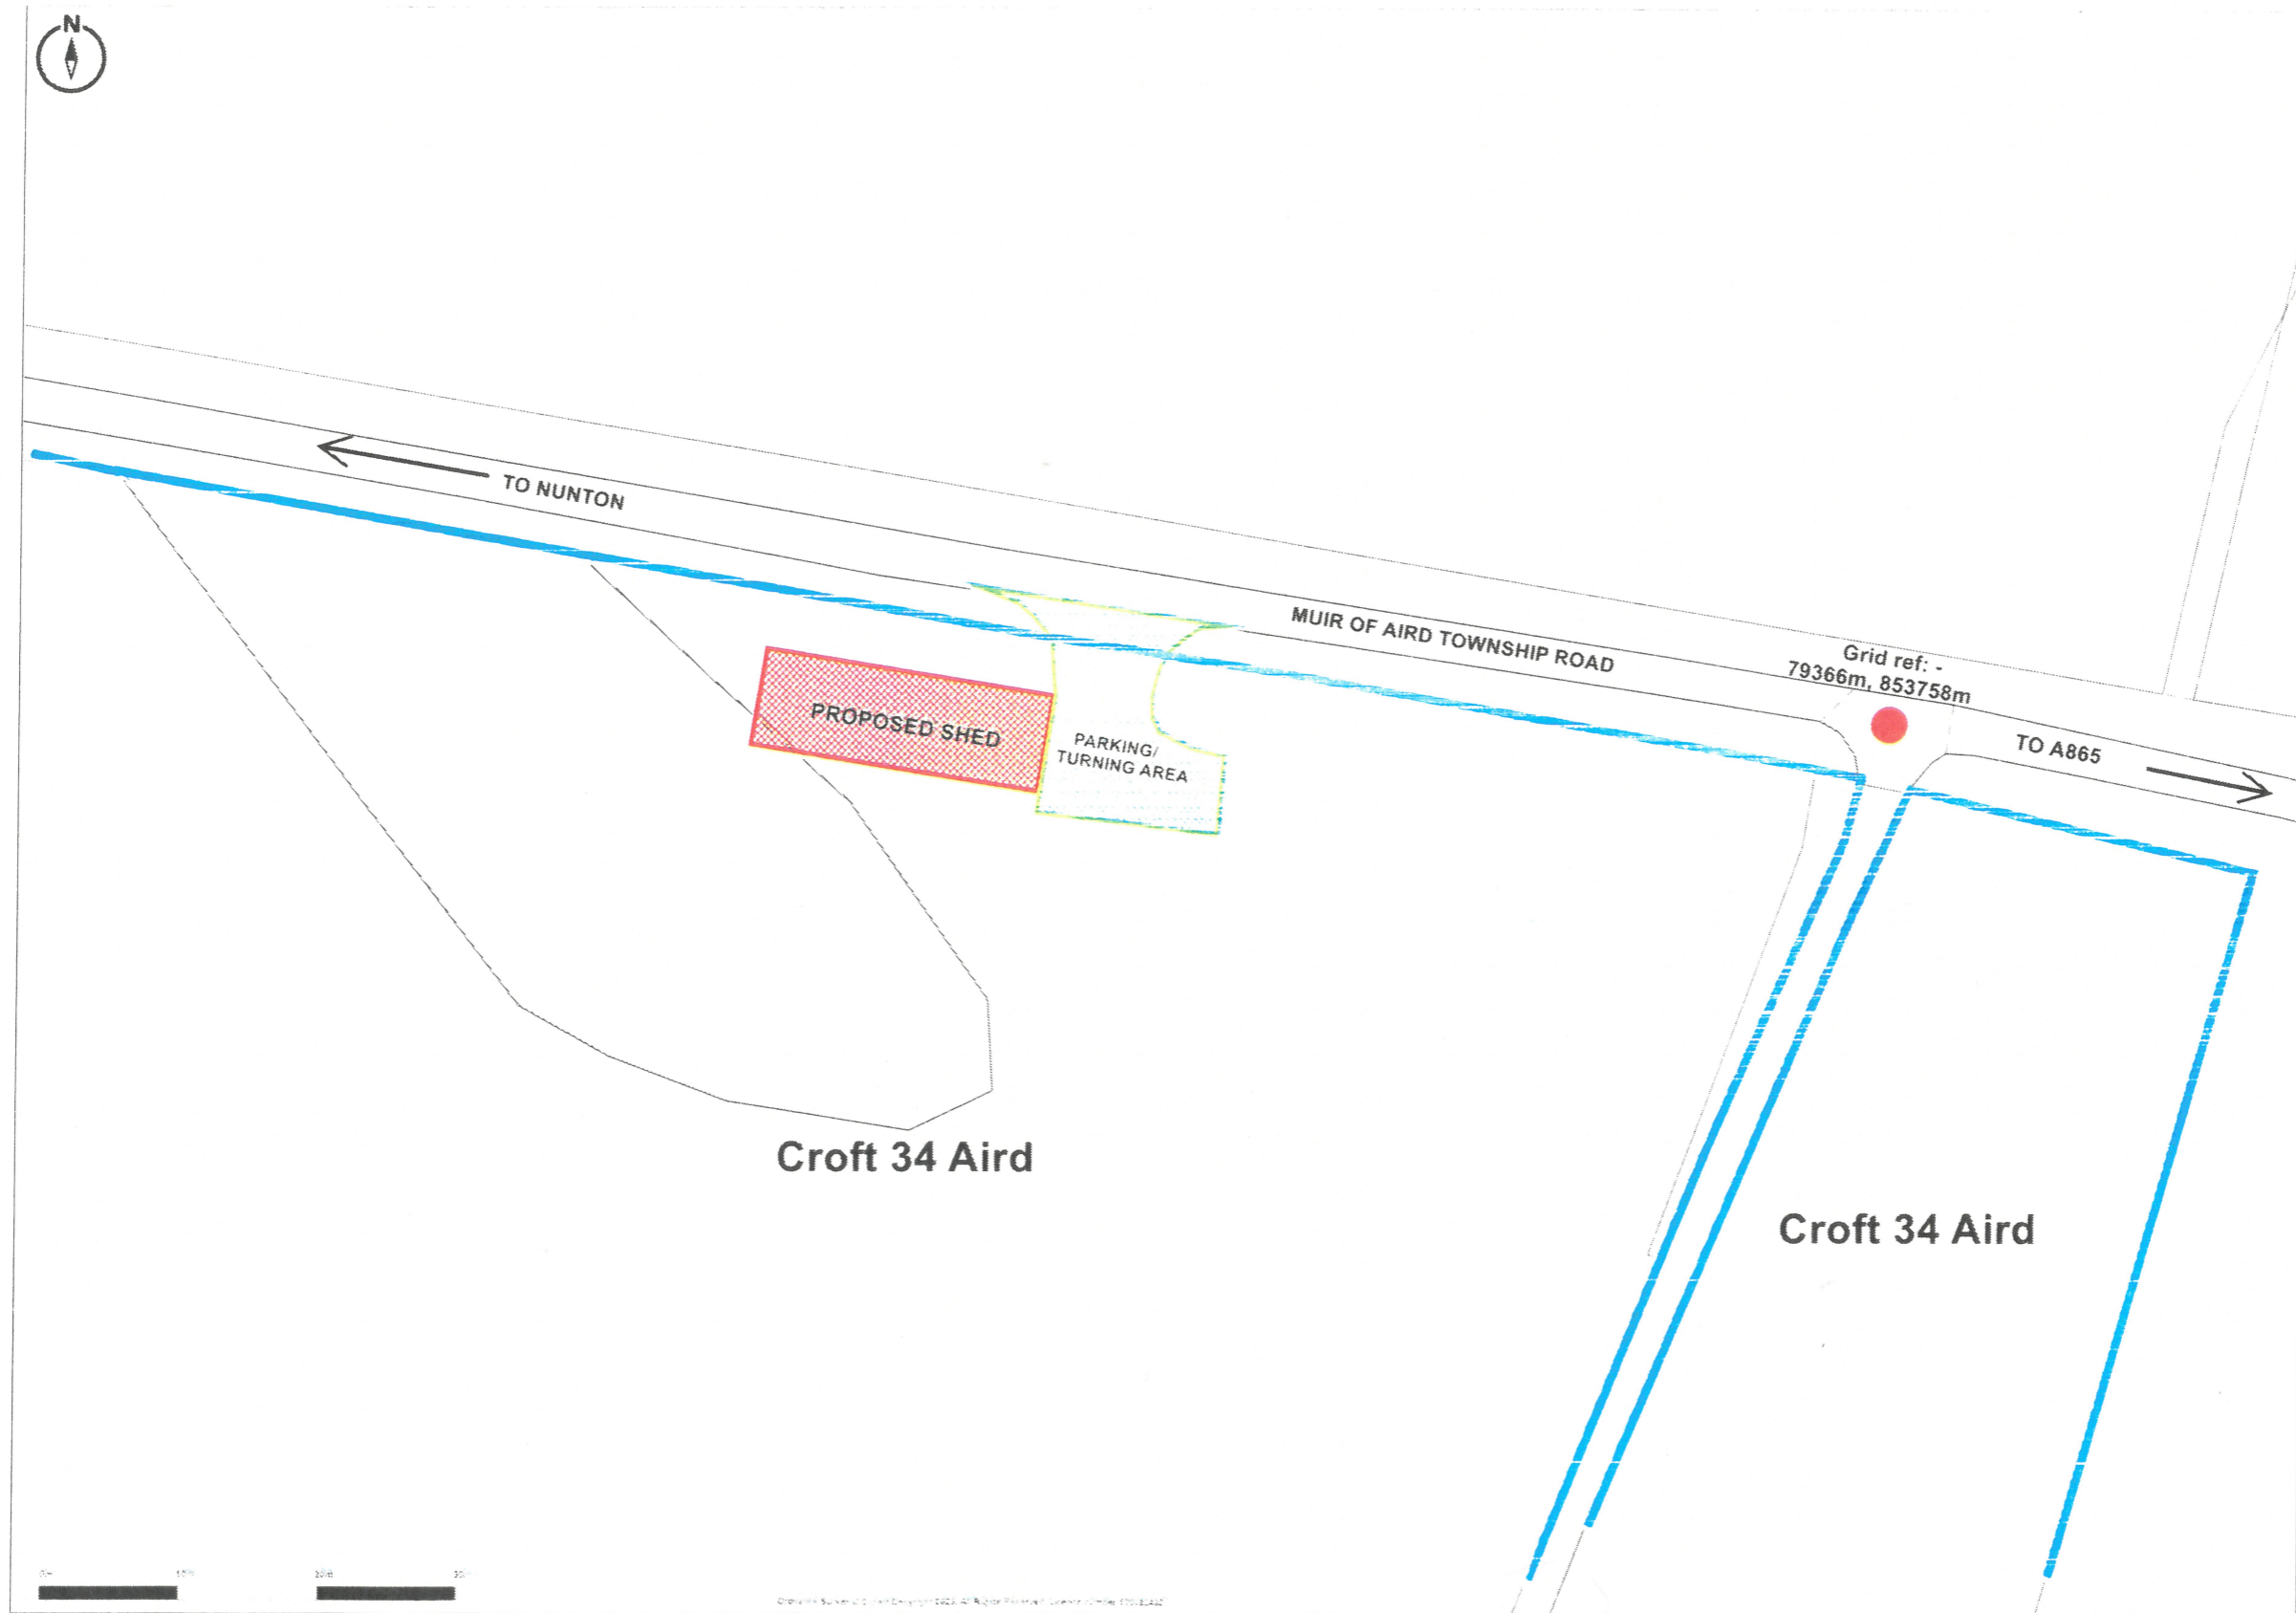 N
TO NUNTON
MUIR OF AIRD TOWNSHIP ROAD
Grid ref: -
79366m, 853758m
TO A865
PROPOSED SHED
PARKING/
TURNING AREA
Croft 34 Aird
Croft 34 Aird